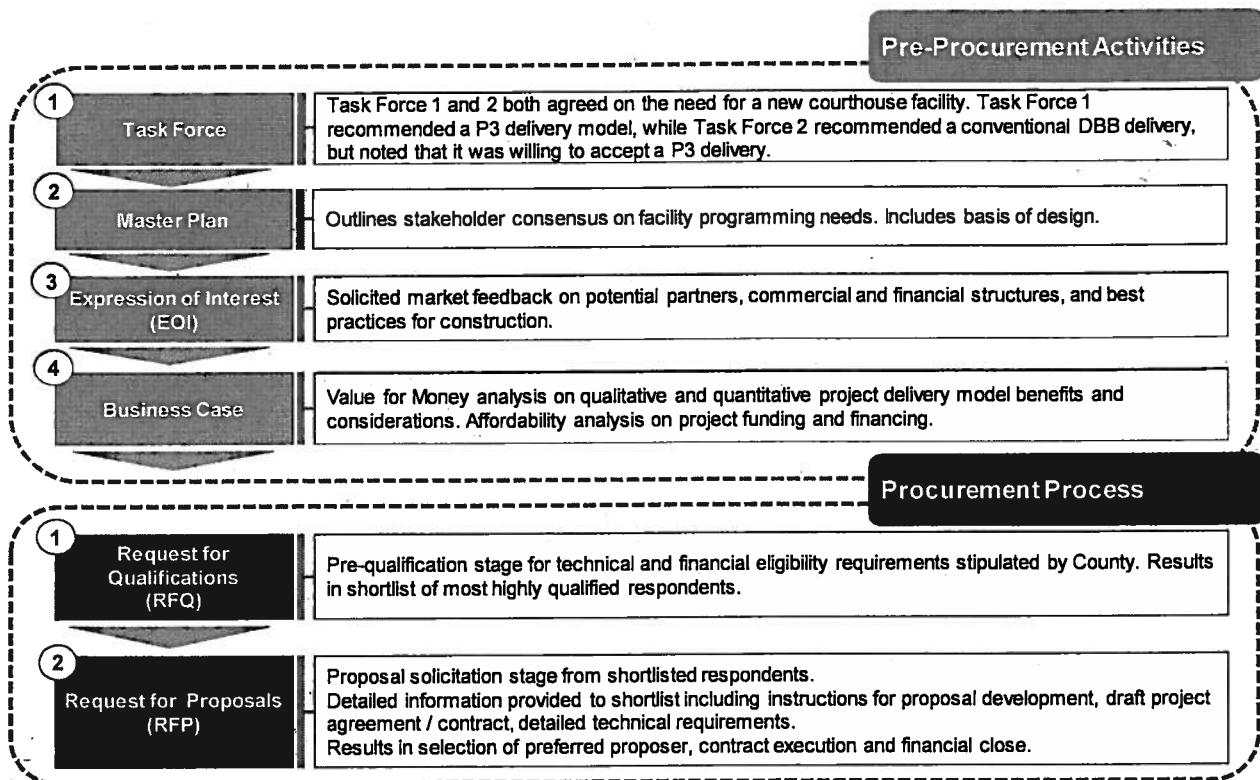 Pre-Procurement Activities
1
Task Force
Task Force 1 and 2 both agreed on the need for a new courthouse facility. Task Force 1
recommended a P3 delivery model, while Task Force 2 recommended a conventional DBB delivery,
but noted that it was willing to accept a P3 delivery.
2
Master Plan
Outlines stakeholder consensus on facility programming needs. Includes basis of design.
3
Expression of Interest
(EOI)
Solicited market feedback on potential partners, commercial and financial structures, and best
practices for construction.
4
Business Case
Value for Money analysis on qualitative and quantitative project delivery model benefits and
considerations. Affordability analysis on project funding and financing.
Procurement Process
1
Request for
Qualifications
(RFQ)
Pre-qualification stage for technical and financial eligibility requirements stipulated by County. Results
in shortlist of most highly qualified respondents.
2
Request for Proposals
(RFP)
Proposal solicitation stage from shortlisted respondents.
Detailed information provided to shortlist including instructions for proposal development, draft project
agreement / contract, detailed technical requirements.
Results in selection of preferred proposer, contract execution and financial close.